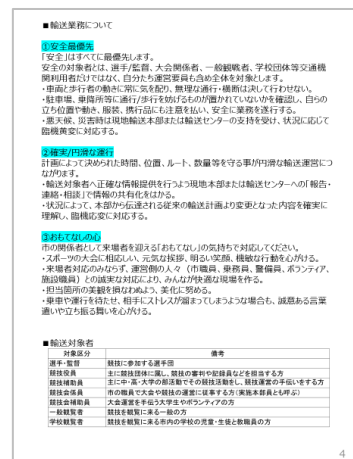 ■輸送業務について
①安全最優先
「安全」はすべてに最優先します。
安全の対象者とは、選手/監督、大会関係者、一般観戦者、学校団体等交通機
関利用者だけではなく、自分たち運営要員も含め全体を対象とします。
・車両と歩行者の動きに常に気を配り、無理な通行・横断は決して行わせない。
・駐車場、乗降所等に通行/歩行を妨げるものが置かれていないかを確認し、自らの
立ち位置や動き、服装、携行品にも注意を払い、安全に業務を遂行する。
・悪天候、災害時は現地輸送本部または輸送センターの支持を受け、状況に応じて
臨機黄変に対応する。
②確実/円滑な運行
計画によって決められた時間、位置、ルート、数量等を守る事が円滑な輸送運営につ
ながります。
・輸送対象者へ正確な情報提供を行うよう現地本部または輸送センターへの「報告・
連絡・相談」で情報の共有化をはかる。
・状況によって、本部から伝達される従来の輸送計画より変更となった内容を確実に
理解し、臨機応変に対応する。
③おもてなしの心
市の関係者として来場者を迎える「おもてなし」の気持ちで対応してください。
・スポーツの大会に相応しい、元気な挨拶、明るい笑顔、機敏な行動を心がける。
・来場者対応のみならず、運営側の人々（市職員、乗務員、警備員、ボランティア、
施設職員）との誠実な対応により、みんなが快適な現場を作る。
・担当箇所の美観を損なわぬよう、美化に努める。
・乗車や運行を待たせ、相手にストレスが溜まってしまうような場合も、誠意ある言葉
遣いや立ち振る舞いを心がける。
■輸送対象者
対象区分 備考
選手・監督 競技に参加する選手団
競技役員 主に競技団体に属し、競技の審判や記録員などを担当する方
競技補助員 主に中・高・大学の部活動でその競技活動をし、競技運営の手伝いをする方
競技会係員 市の職員で大会や競技の運営に従事する方（実施本部員とも呼ぶ）
競技会補助員 大会運営を手伝う大学生やボランティアの方
一般観覧者 競技を観覧に来る一般の方
学校観覧者 競技を観覧に来る市内の学校の児童・生徒と教職員の方
4